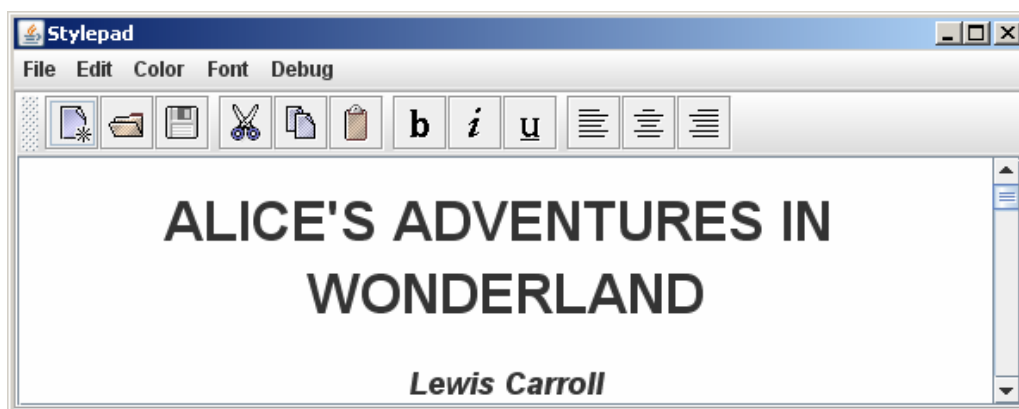 Stylepad
File Edit Color Font Debug
b i u
ALICE'S ADVENTURES IN
WONDERLAND
Lewis Carroll